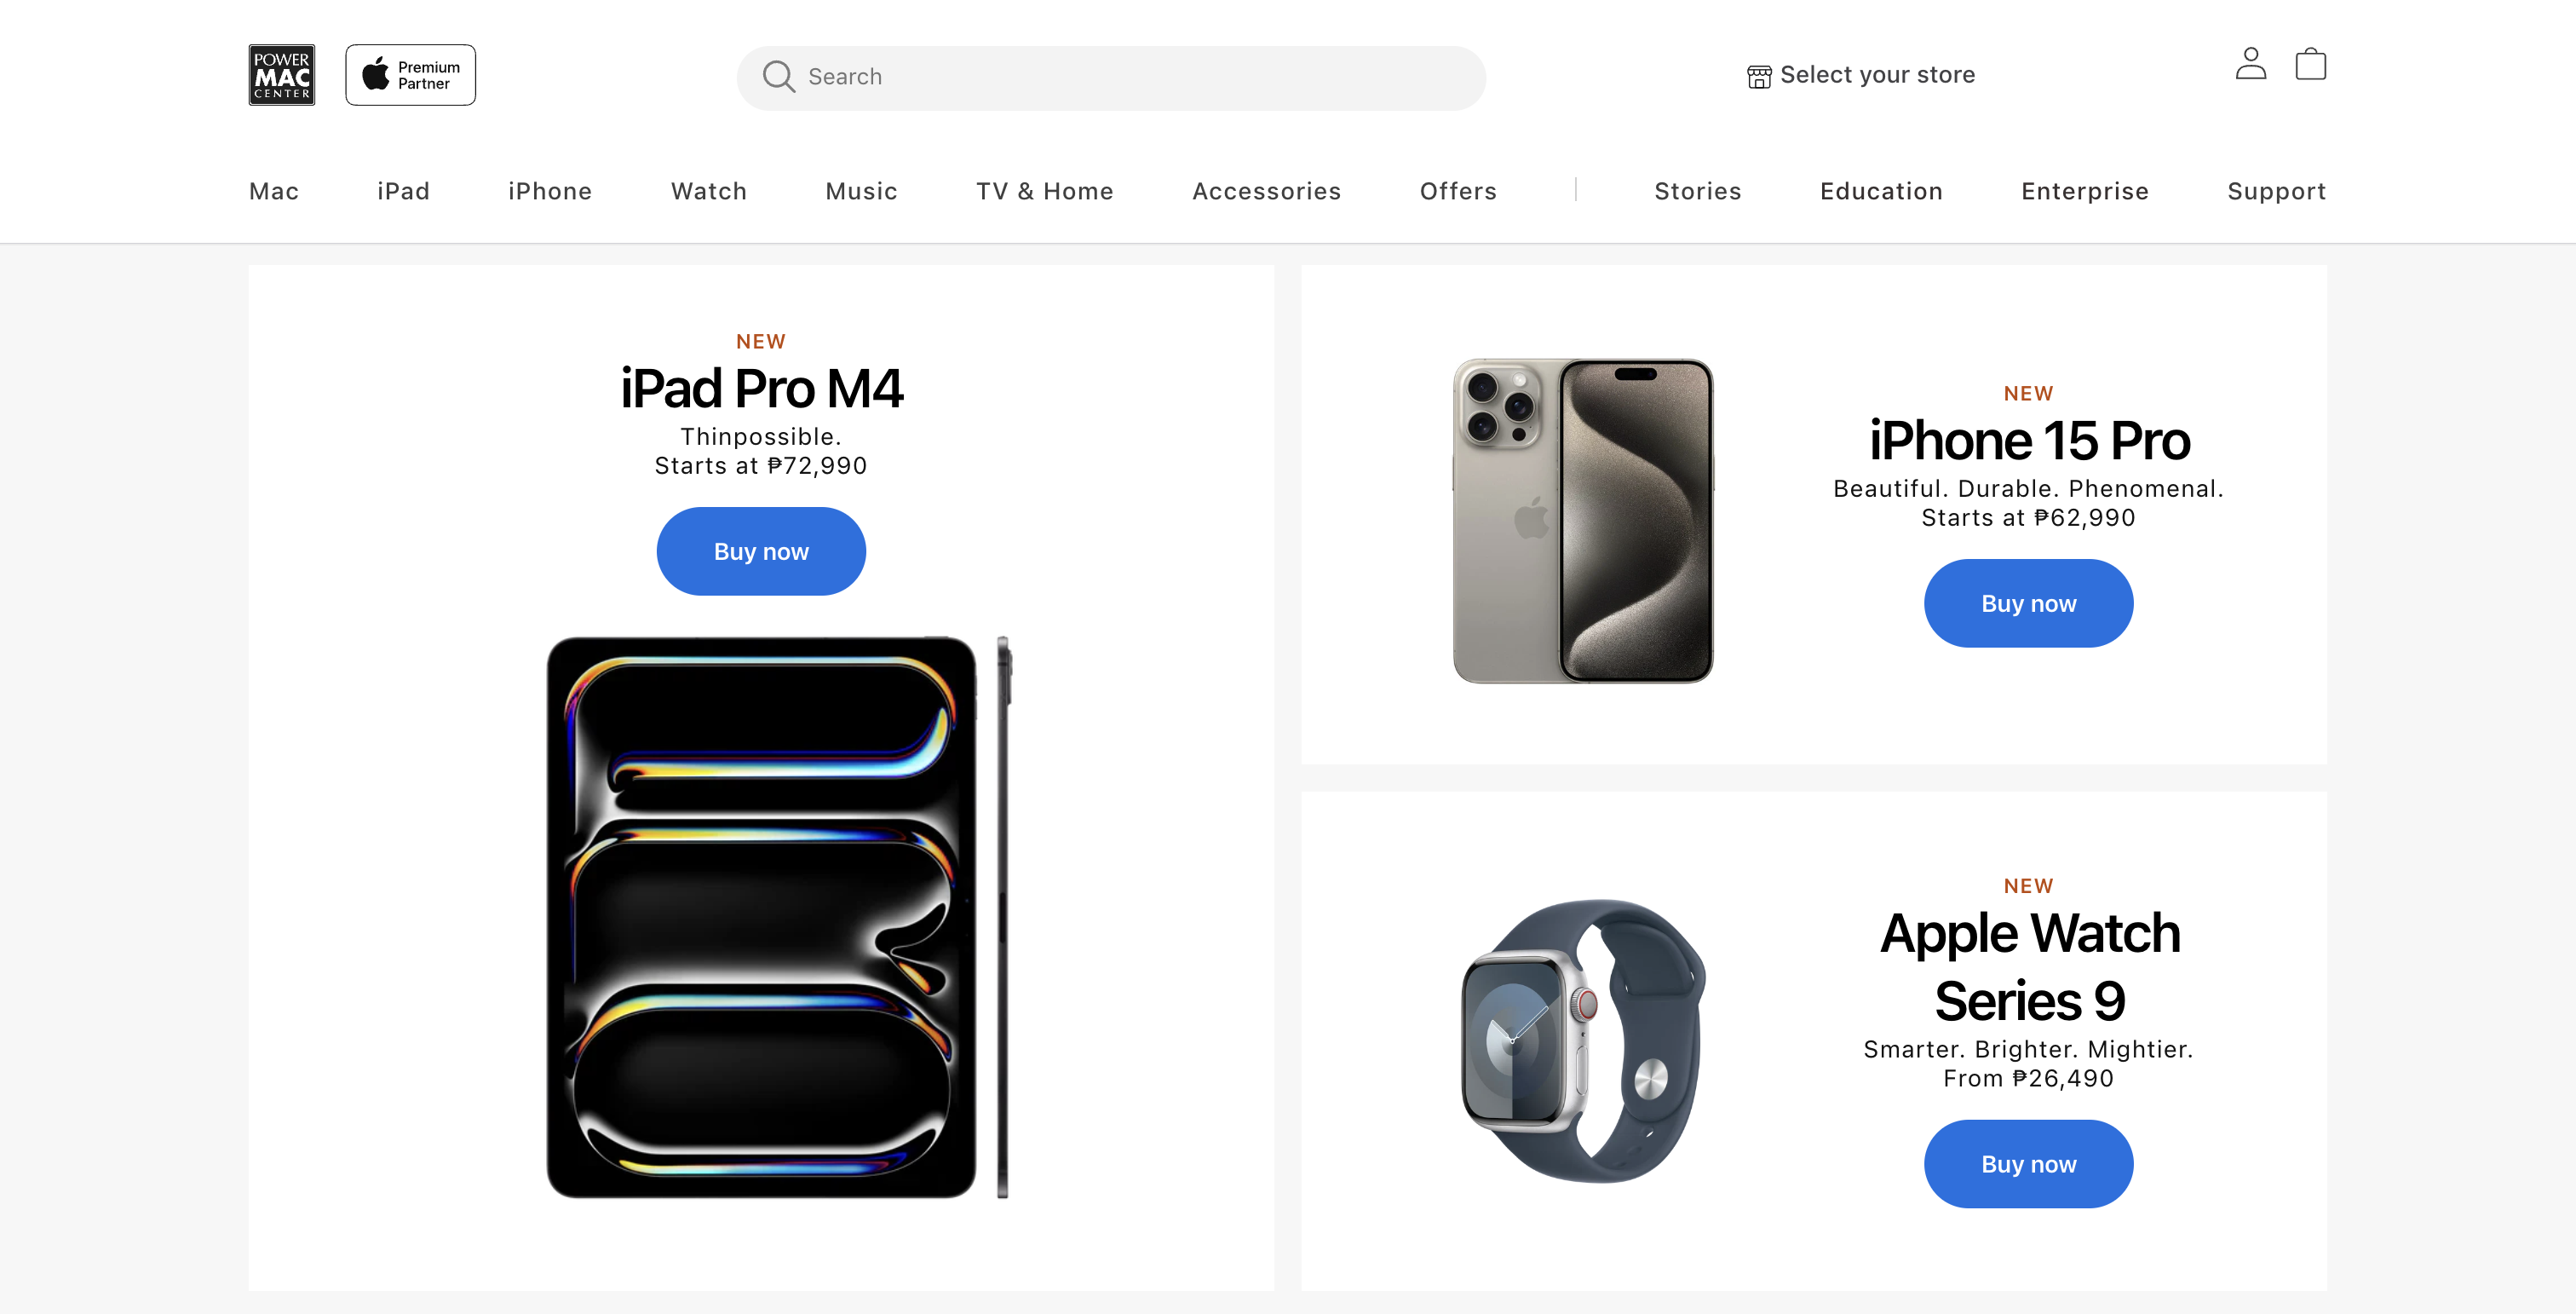 POWER
MAC
CENTER
Premium
Partner
Search
Select your store
Mac iPad iPhone Watch Music TV & Home Accessories Offers Stories Education Enterprise Support
NEW
iPad Pro M4
Thinpossible.
Starts at ₱72,990
Buy now
NEW
iPhone 15 Pro
Beautiful. Durable. Phenomenal.
Starts at ₱62,990
Buy now
NEW
Apple Watch
Series 9
Smarter. Brighter. Mightier.
From ₱26,490
Buy now